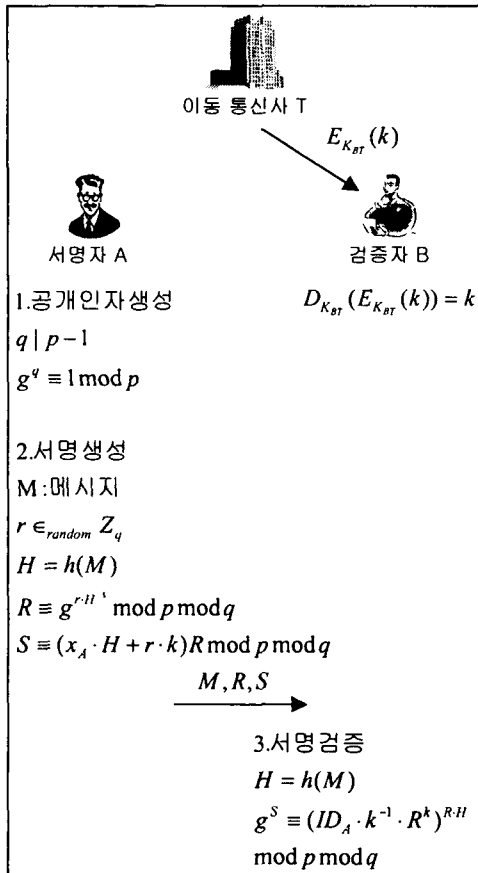 이동 통신사 T
E_{K_{BT}}(k)
서명자 A
검증자 B
1.공개인자생성
D_{K_{BT}}(E_{K_{BT}}(k)) = k
q | p − 1
g^q ≡ 1 mod p
2.서명생성
M :메시지
r ∈_{random} Z_q
H = h(M)
R ≡ g^{r·H} mod p mod q
S ≡ (x_A · H + r · k)R mod p mod q
M , R , S
3.서명검증
H = h(M)
g^S ≡ (ID_A · k^{-1} · R^k)^{R·H}
mod p mod q